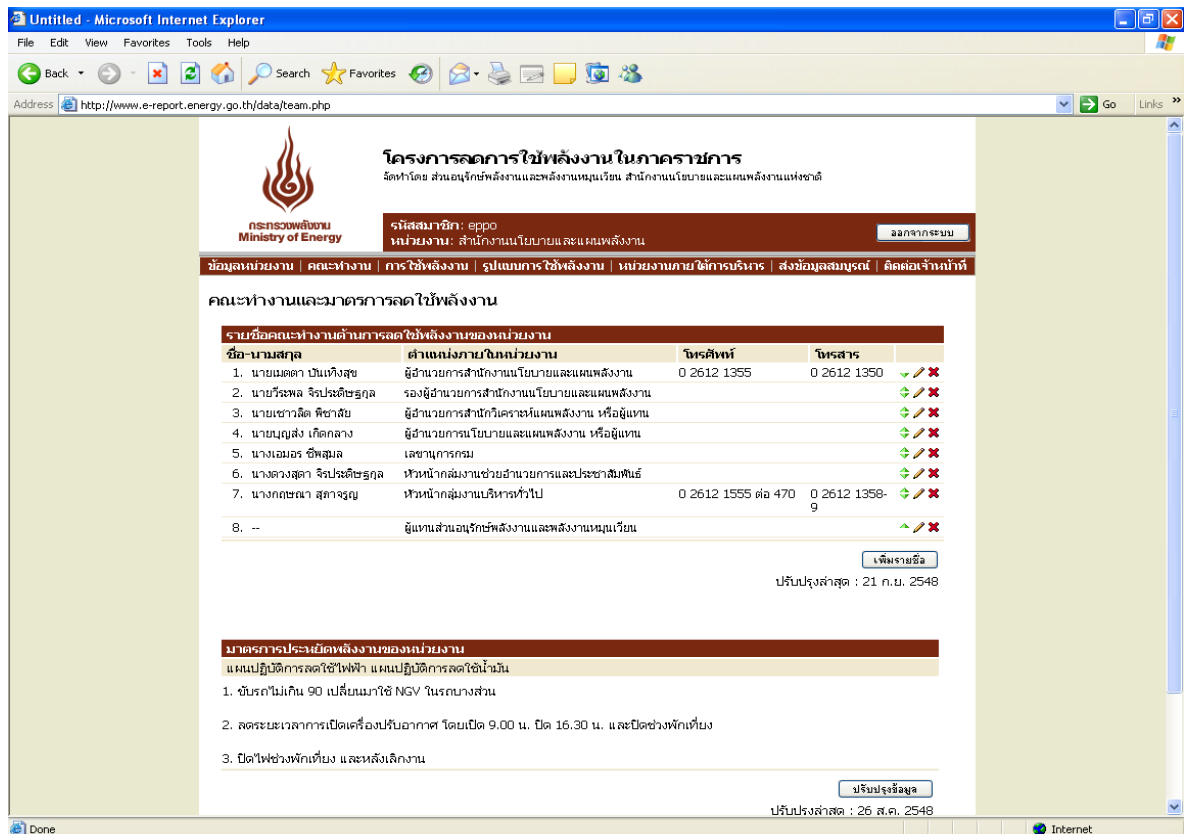 Untitled - Microsoft Internet Explorer
File Edit View Favorites Tools Help
Back Search Favorites
Address http://www.e-report.energy.go.th/data/team.php Go Links »
โครงการลดการใช้พลังงานในภาคราชการ
จัดทำโดย ส่วนอนุรักษ์พลังงานและพลังงานหมุนเวียน สำนักงานนโยบายและแผนพลังงานแห่งชาติ
กระทรวงพลังงาน
Ministry of Energy
รหัสสมาชิก: eppo
หน่วยงาน: สำนักงานนโยบายและแผนพลังงาน
ออกจากระบบ
ข้อมูลหน่วยงาน | คณะทำงาน | การใช้พลังงาน | รูปแบบการใช้พลังงาน | หน่วยงานภายใต้การบริหาร | ส่งข้อมูลสมบูรณ์ | ติดต่อเจ้าหน้าที่
คณะทำงานและมาตรการลดใช้พลังงาน
รายชื่อคณะทำงานด้านการลดใช้พลังงานของหน่วยงาน
ชื่อ-นามสกุล ตำแหน่งภายในหน่วยงาน โทรศัพท์ โทรสาร
1. นายเมตตา บันเทิงสุข ผู้อำนวยการสำนักงานนโยบายและแผนพลังงาน 0 2612 1355 0 2612 1350
2. นายวีระพล จิรประดิษฐกุล รองผู้อำนวยการสำนักงานนโยบายและแผนพลังงาน
3. นายเชาวลิต พิชาลัย ผู้อำนวยการสำนักวิเคราะห์แผนพลังงาน หรือผู้แทน
4. นายบุญส่ง เกิดกลาง ผู้อำนวยการนโยบายและแผนพลังงาน หรือผู้แทน
5. นางเอมอร ชีพสุมล เลขานุการกรม
6. นางดวงสุดา จิรประดิษฐกุล หัวหน้ากลุ่มงานช่วยอำนวยการและประชาสัมพันธ์
7. นางกฤษณา สุภาจรูญ หัวหน้ากลุ่มงานบริหารทั่วไป 0 2612 1555 ต่อ 470 0 2612 1358-
9
8. -- ผู้แทนส่วนอนุรักษ์พลังงานและพลังงานหมุนเวียน
เพิ่มรายชื่อ
ปรับปรุงล่าสุด : 21 ก.ย. 2548
มาตรการประหยัดพลังงานของหน่วยงาน
แผนปฏิบัติการลดใช้ไฟฟ้า แผนปฏิบัติการลดใช้น้ำมัน
1. ขับรถไม่เกิน 90 เปลี่ยนมาใช้ NGV ในรถบางส่วน
2. ลดระยะเวลาการเปิดเครื่องปรับอากาศ โดยเปิด 9.00 น. ปิด 16.30 น. และปิดช่วงพักเที่ยง
3. ปิดไฟช่วงพักเที่ยง และหลังเลิกงาน
ปรับปรุงข้อมูล
ปรับปรุงล่าสุด : 26 ส.ค. 2548
Done Internet